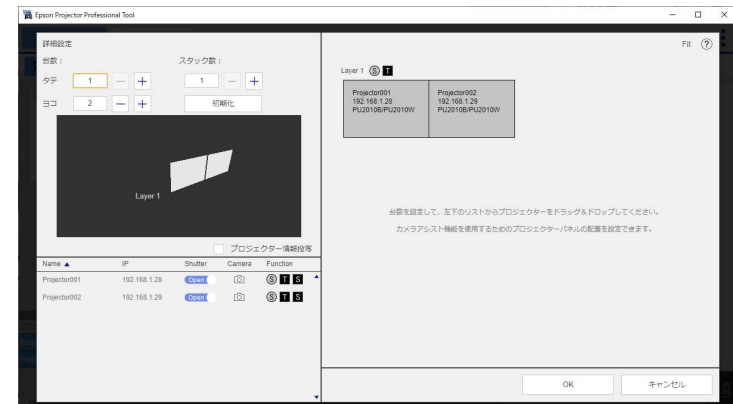 Epson Projector Professional Tool
詳細設定
Fit ?
台数 : スタック数 :
タテ 1 − + 1 − +
ヨコ 2 − + 初期化
Layer 1
プロジェクター情報投写
Name ▲ IP Shutter Camera Function
Projector001 192.168.1.28 Open S T S
Projector002 192.168.1.29 Open S T S
Layer 1 S T
Projector001
192.168.1.28
PU2010B/PU2010W
Projector002
192.168.1.29
PU2010B/PU2010W
台数を設定して、左下のリストからプロジェクターをドラッグ&ドロップしてください。
カメラアシスト機能を使用するためのプロジェクターパネルの配置を設定できます。
OK キャンセル